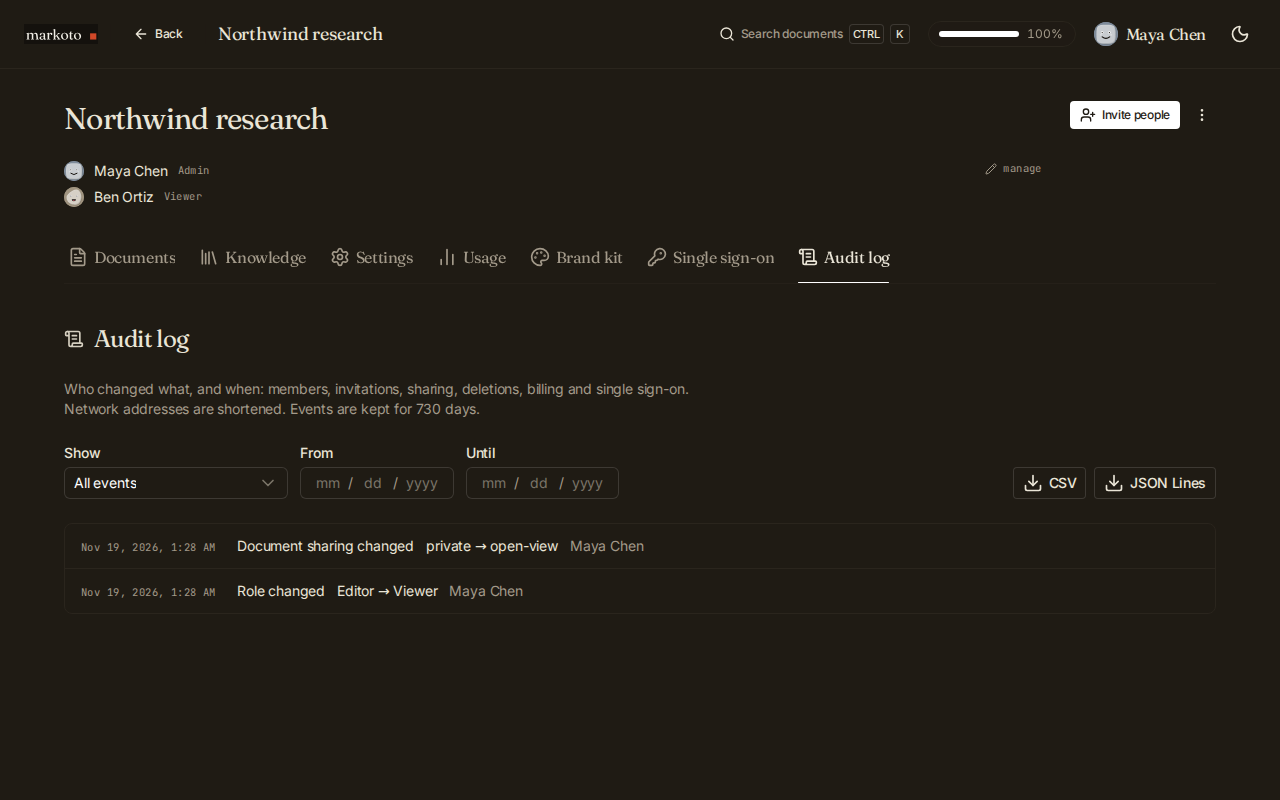 markoto
Back
Northwind research
Search documents CTRL K
100%
Maya Chen
Northwind research
Invite people
Maya Chen Admin
manage
Ben Ortiz Viewer
Documents Knowledge Settings Usage Brand kit Single sign-on Audit log
Audit log
Who changed what, and when: members, invitations, sharing, deletions, billing and single sign-on.
Network addresses are shortened. Events are kept for 730 days.
Show From Until
All events mm / dd / yyyy mm / dd / yyyy CSV JSON Lines
Nov 19, 2026, 1:28 AM Document sharing changed private → open-view Maya Chen
Nov 19, 2026, 1:28 AM Role changed Editor → Viewer Maya Chen